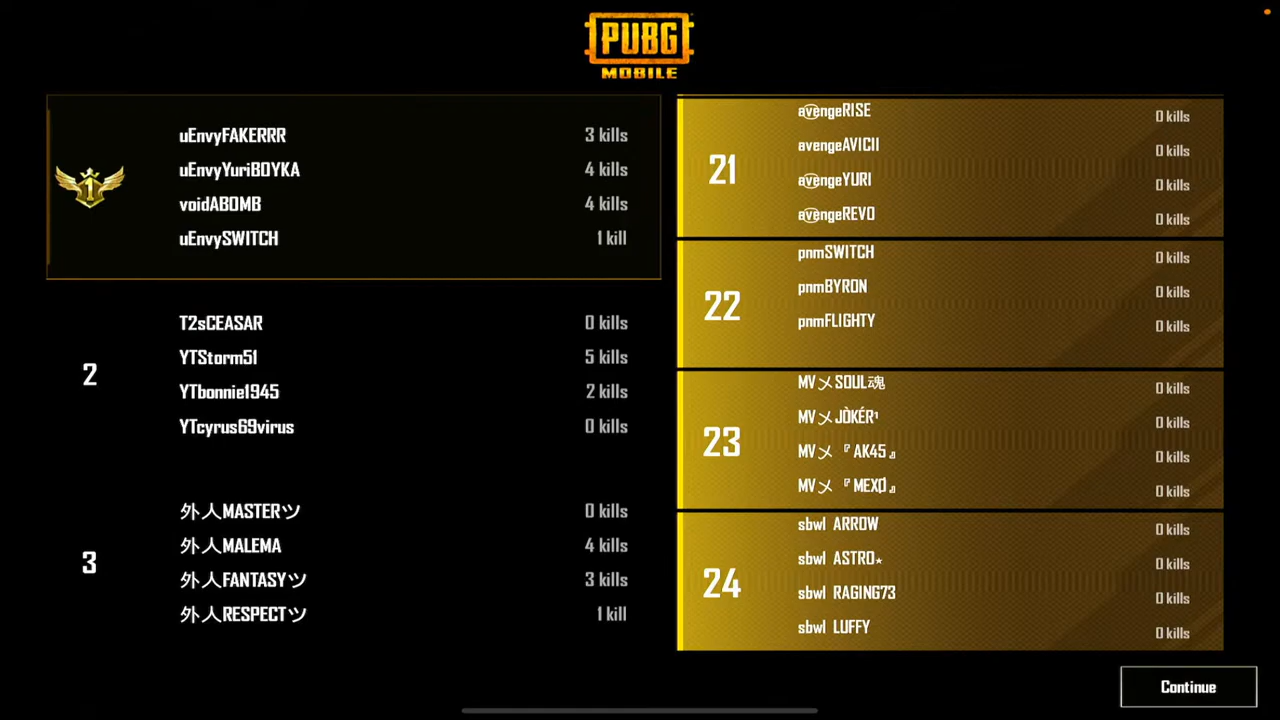 PUBG
MOBILE
1
uEnvyFAKERRR 3 kills
uEnvyYuriBOYKA 4 kills
voidABOMB 4 kills
uEnvySWITCH 1 kill
2
T2sCEASAR 0 kills
YTStorm51 5 kills
YTbonnie1945 2 kills
YTcyrus69virus 0 kills
3
外人MASTERツ 0 kills
外人MALEMA 4 kills
外人FANTASYツ 3 kills
外人RESPECTツ 1 kill
21
avengeRISE 0 kills
avengeAVICII 0 kills
avengeYURI 0 kills
avengeREVO 0 kills
22
pnmSWITCH 0 kills
pnmBYRON 0 kills
pnmFLIGHTY 0 kills
23
MVメSOUL魂 0 kills
MVメJÒKÉR¹ 0 kills
MVメ『AK45』 0 kills
MVメ『MEXØ』 0 kills
24
sbwl ARROW 0 kills
sbwl ASTRO★ 0 kills
sbwl RAGING73 0 kills
sbwl LUFFY 0 kills
Continue